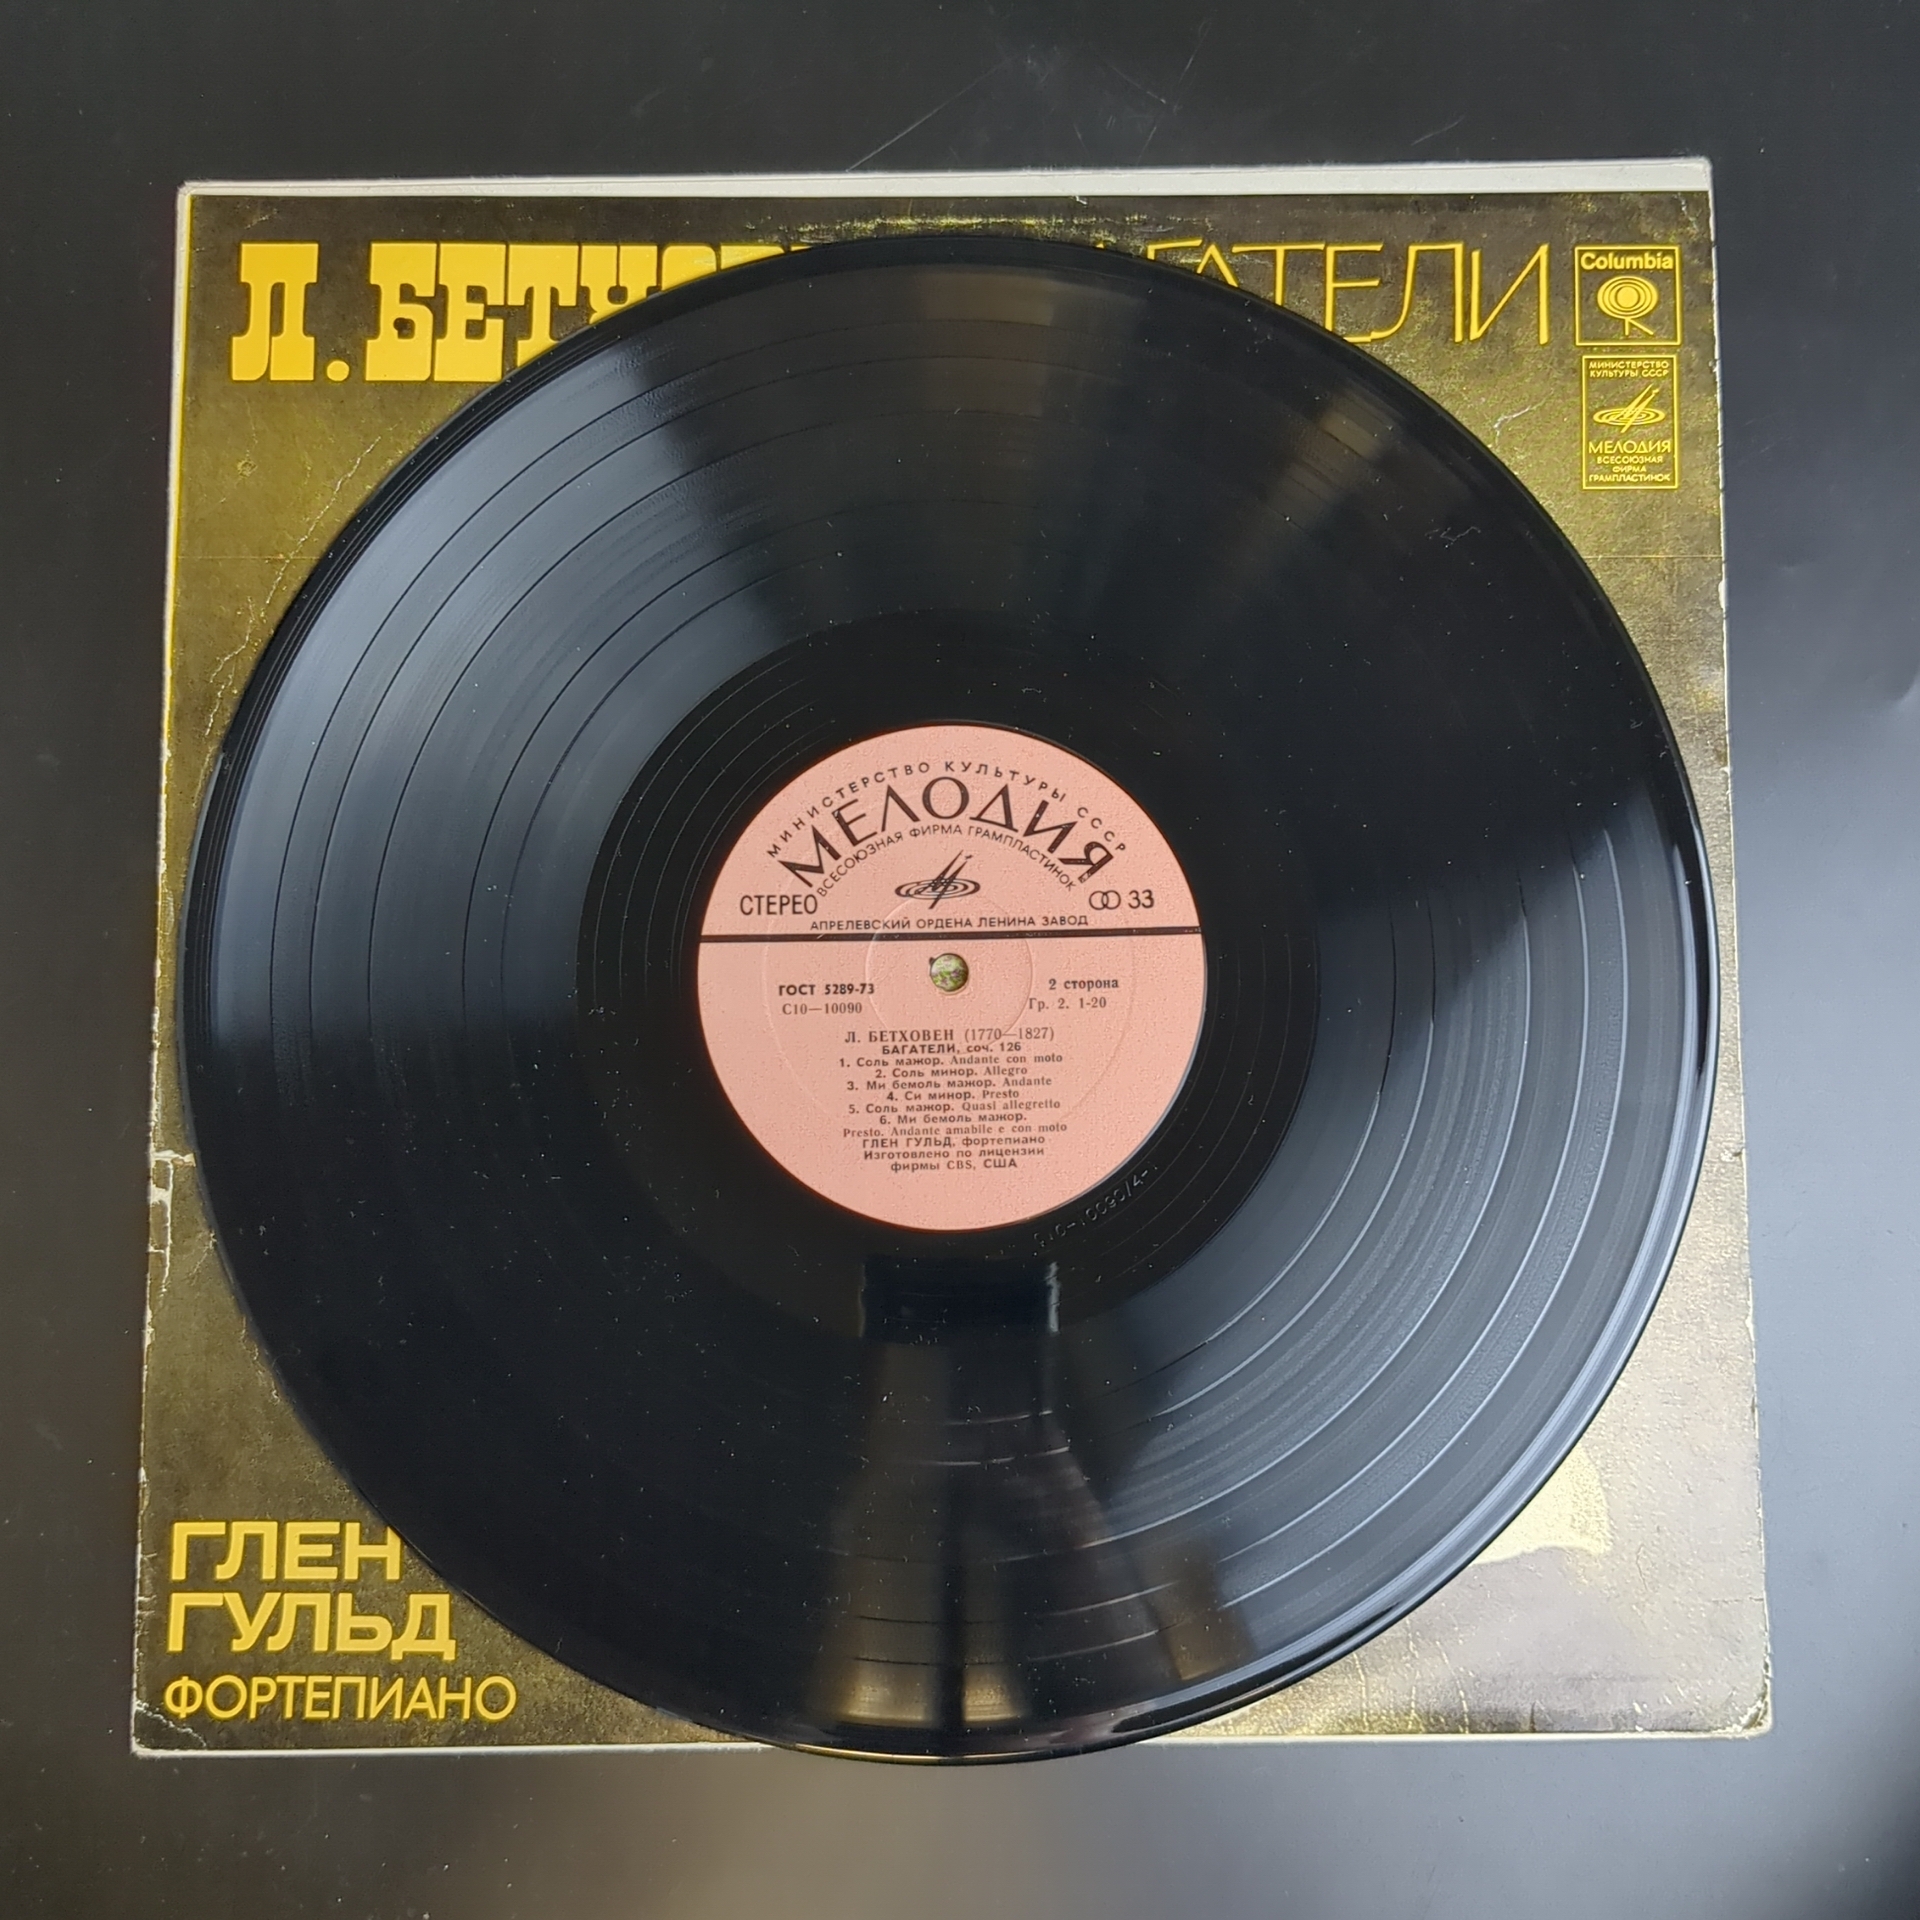 Л. БЕТХОВ
ГАТЕЛИ
Columbia
МИНИСТЕРСТВО
КУЛЬТУРЫ СССР
МЕЛОДИЯ
ВСЕСОЮЗНАЯ
ФИРМА
ГРАМПЛАСТИНОК
МИНИСТЕРСТВО КУЛЬТУРЫ СССР
МЕЛОДИЯ
ВСЕСОЮЗНАЯ ФИРМА ГРАМПЛАСТИНОК
СТЕРЕО
33
АПРЕЛЕВСКИЙ ОРДЕНА ЛЕНИНА ЗАВОД
ГОСТ 5289-73
2 сторона
С10—10090
Гр. 2. 1-20
Л. БЕТХОВЕН (1770—1827)
БАГАТЕЛИ, соч. 126
1. Соль мажор. Andante con moto
2. Соль минор. Allegro
3. Ми бемоль мажор. Andante
4. Си минор. Presto
5. Соль мажор. Quasi allegretto
6. Ми бемоль мажор.
Presto. Andante amabile e con moto
ГЛЕН ГУЛЬД, фортепиано
Изготовлено по лицензии
фирмы CBS, США
ГЛЕН
ГУЛЬД
ФОРТЕПИАНО